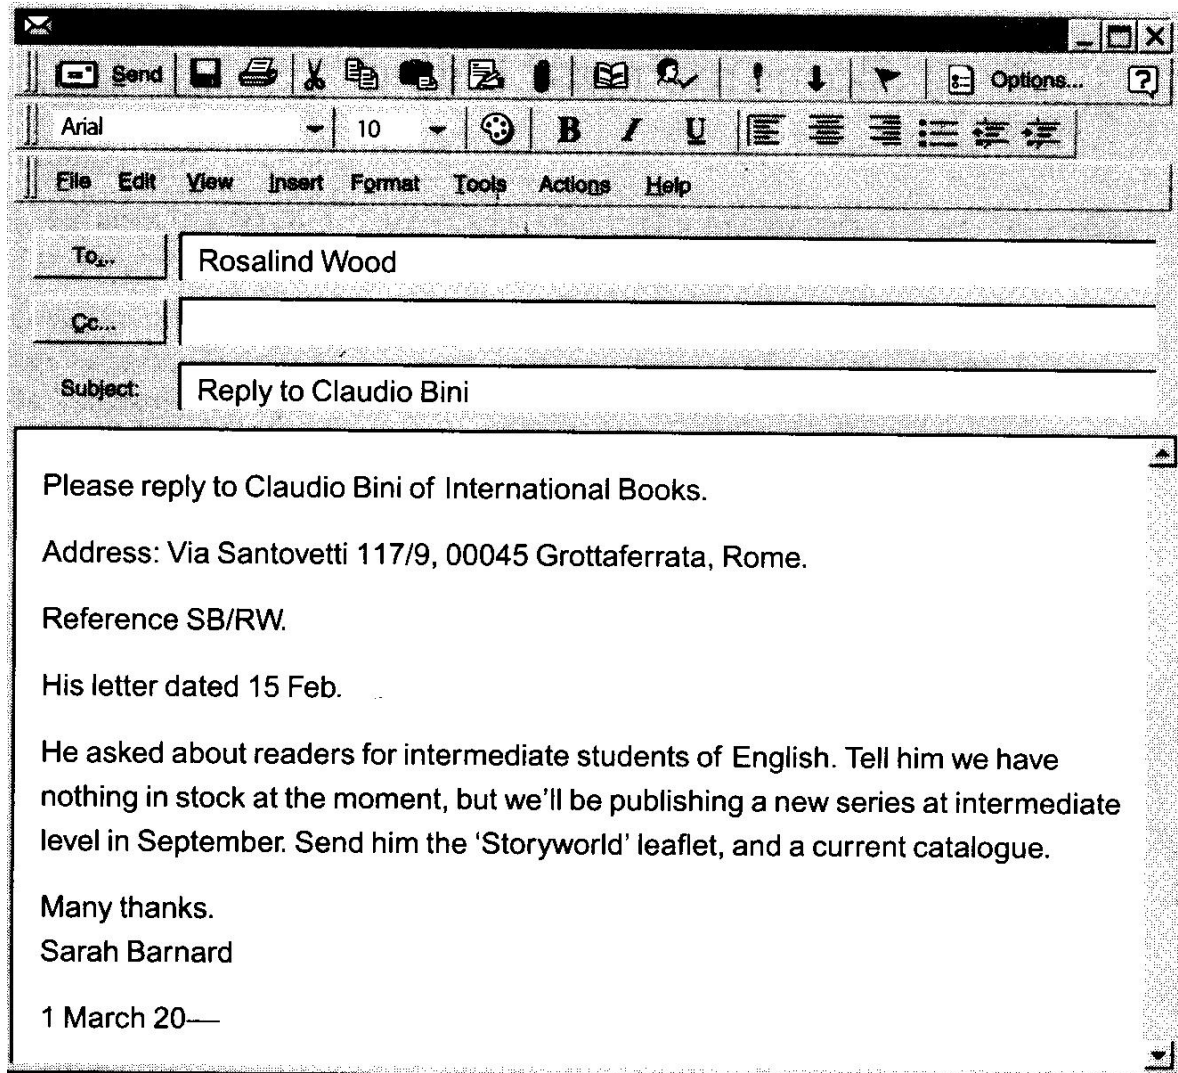 Send
Options...
Arial
10
B I U
File Edit View Insert Format Tools Actions Help
To... Rosalind Wood
Cc...
Subject: Reply to Claudio Bini
Please reply to Claudio Bini of International Books.
Address: Via Santovetti 117/9, 00045 Grottaferrata, Rome.
Reference SB/RW.
His letter dated 15 Feb.
He asked about readers for intermediate students of English. Tell him we have
nothing in stock at the moment, but we'll be publishing a new series at intermediate
level in September. Send him the 'Storyworld' leaflet, and a current catalogue.
Many thanks.
Sarah Barnard
1 March 20—